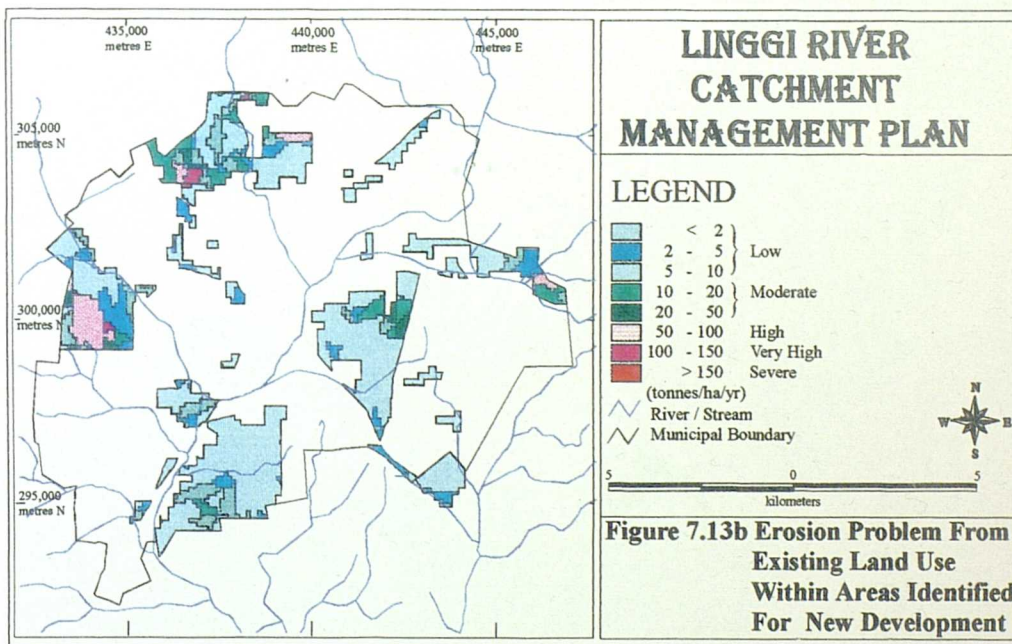 435,000
metres E
440,000
metres E
445,000
metres E
305,000
metres N
300,000
metres N
295,000
metres N
LINGGI RIVER
CATCHMENT
MANAGEMENT PLAN
LEGEND
< 2
2 - 5 Low
5 - 10
10 - 20 Moderate
20 - 50
50 - 100 High
100 - 150 Very High
> 150 Severe
(tonnes/ha/yr)
River / Stream
Municipal Boundary
N
W E
S
5 0 5
kilometers
Figure 7.13b Erosion Problem From
Existing Land Use
Within Areas Identified
For New Development